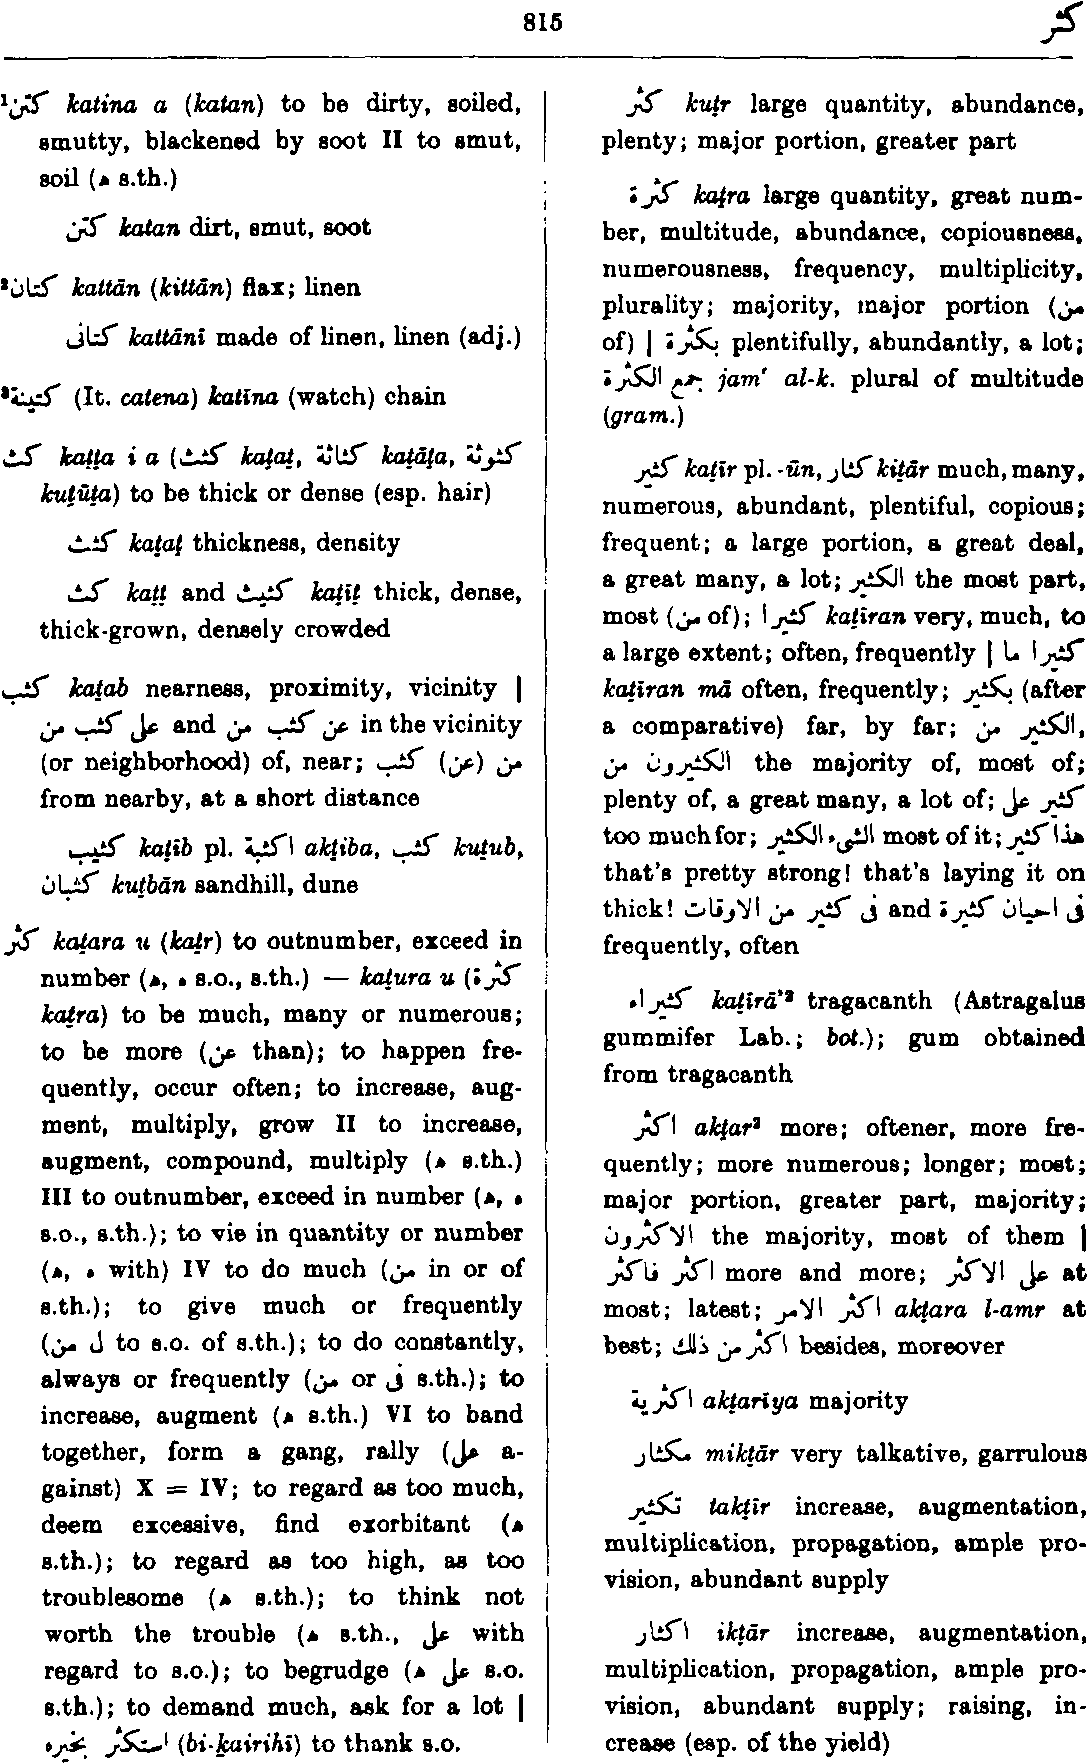 815
كثر
¹كتن katina a (katan) to be dirty, soiled,
smutty, blackened by soot II to smut,
soil (ه s.th.)
كتن katan dirt, smut, soot
²كتان kattān (kittān) flax; linen
كتانى kattānī made of linen, linen (adj.)
³كتينة (It. catena) katīna (watch) chain
كث kaṯṯa i a (كثث kaṯaṯ, كثاثة kaṯāṯa, كثوثة
kuṯūṯa) to be thick or dense (esp. hair)
كثث kaṯaṯ thickness, density
كث kaṯṯ and كثيث kaṯīṯ thick, dense,
thick-grown, densely crowded
كثب kaṯab nearness, proximity, vicinity |
عن كثب من and على كثب من in the vicinity
(or neighborhood) of, near; من (عن) كثب
from nearby, at a short distance
كثيب kaṯīb pl. اكثبة akṯiba, كثب kuṯub,
كثبان kuṯbān sandhill, dune
كثر kaṯara u (kaṯr) to outnumber, exceed in
number (ه, ه s.o., s.th.) — kaṯura u (كثرة
kaṯra) to be much, many or numerous;
to be more (عن than); to happen fre-
quently, occur often; to increase, aug-
ment, multiply, grow II to increase,
augment, compound, multiply (ه s.th.)
III to outnumber, exceed in number (ه, ه
s.o., s.th.); to vie in quantity or number
(ه, ه with) IV to do much (من in or of
s.th.); to give much or frequently
(ل من to s.o. of s.th.); to do constantly,
always or frequently (من or فى s.th.); to
increase, augment (ه s.th.) VI to band
together, form a gang, rally (على a-
gainst) X = IV; to regard as too much,
deem excessive, find exorbitant (ه
s.th.); to regard as too high, as too
troublesome (ه s.th.); to think not
worth the trouble (ه s.th., على with
regard to s.o.); to begrudge (ه على s.o.
s.th.); to demand much, ask for a lot |
استكثر بخيره (bi-ḵairihī) to thank s.o.
كثر kuṯr large quantity, abundance,
plenty; major portion, greater part
كثرة kaṯra large quantity, great num-
ber, multitude, abundance, copiousness,
numerousness, frequency, multiplicity,
plurality; majority, major portion (من
of) | بكثرة plentifully, abundantly, a lot;
جمع الكثرة jam‘ al-k. plural of multitude
(gram.)
كثير kaṯīr pl. -ūn, كثار kiṯār much, many,
numerous, abundant, plentiful, copious;
frequent; a large portion, a great deal,
a great many, a lot; الكثير the most part,
most (من of); كثيرا kaṯīran very, much, to
a large extent; often, frequently | كثيرا ما
kaṯīran mā often, frequently; بكثير (after
a comparative) far, by far; الكثير من,
الكثيرون من the majority of, most of;
plenty of, a great many, a lot of; كثير على
too much for; الشىء الكثير most of it; هذا كثير
that's pretty strong! that's laying it on
thick! فى كثير من الاوقات and فى احيان كثيرة
frequently, often
كثيراء kaṯīrā’² tragacanth (Astragalus
gummifer Lab.; bot.); gum obtained
from tragacanth
اكثر akṯar² more; oftener, more fre-
quently; more numerous; longer; most;
major portion, greater part, majority;
الاكثرون the majority, most of them |
اكثر فاكثر more and more; على الاكثر at
most; latest; اكثر الامر akṯara l-amr at
best; اكثر من ذلك besides, moreover
اكثرية akṯarīya majority
مكثار mikṯār very talkative, garrulous
تكثير takṯīr increase, augmentation,
multiplication, propagation, ample pro-
vision, abundant supply
اكثار ikṯār increase, augmentation,
multiplication, propagation, ample pro-
vision, abundant supply; raising, in-
crease (esp. of the yield)